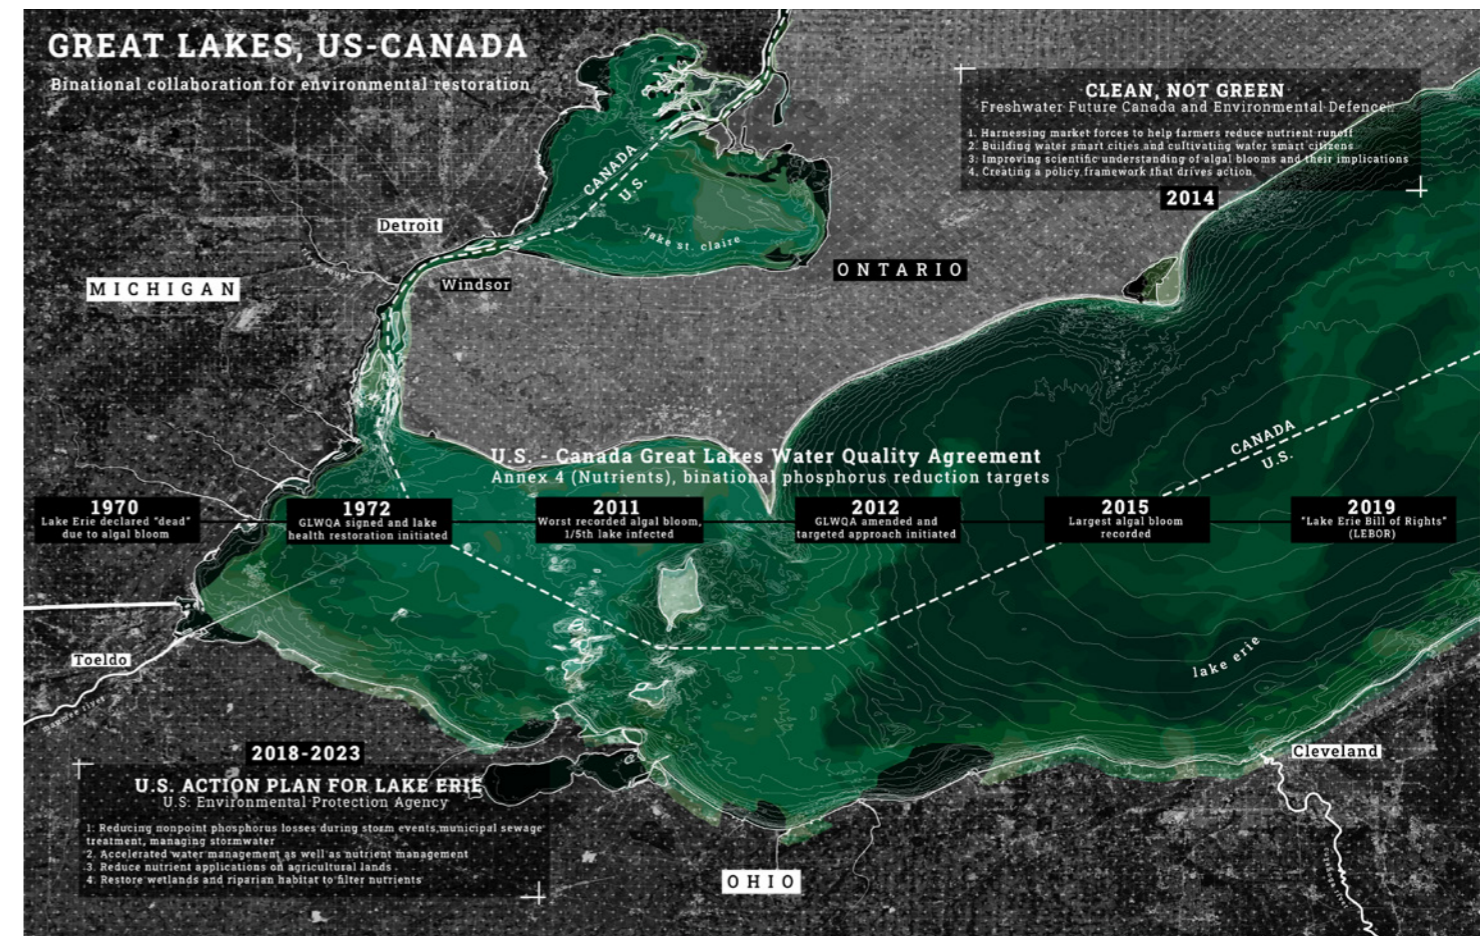 GREAT LAKES, US-CANADA
Binational collaboration for environmental restoration
CLEAN, NOT GREEN
Freshwater Future Canada and Environmental Defence
1. Harnessing market forces to help farmers reduce nutrient runoff
2. Building water smart cities and cultivating water smart citizens
3. Improving scientific understanding of algal blooms and their implications
4. Creating a policy framework that drives action
2014
CANADA
U.S.
lake st. claire
Detroit
Windsor
MICHIGAN
ONTARIO
U.S. - Canada Great Lakes Water Quality Agreement
Annex 4 (Nutrients), binational phosphorus reduction targets
CANADA
U.S.
1970
Lake Erie declared "dead"
due to algal bloom
1972
GLWQA signed and lake
health restoration initiated
2011
Worst recorded algal bloom,
1/5th lake infected
2012
GLWQA amended and
targeted approach initiated
2015
Largest algal bloom
recorded
2019
"Lake Erie Bill of Rights"
(LEBOR)
lake erie
Toeldo
maumee river
Cleveland
cuyahoga river
2018-2023
U.S. ACTION PLAN FOR LAKE ERIE
U.S. Environmental Protection Agency
1: Reducing nonpoint phosphorus losses during storm events,municipal sewage
treatment, managing stormwater
2. Accelerated water management as well as nutrient management
3. Reduce nutrient applications on agricultural lands
4. Restore wetlands and riparian habitat to filter nutrients
OHIO